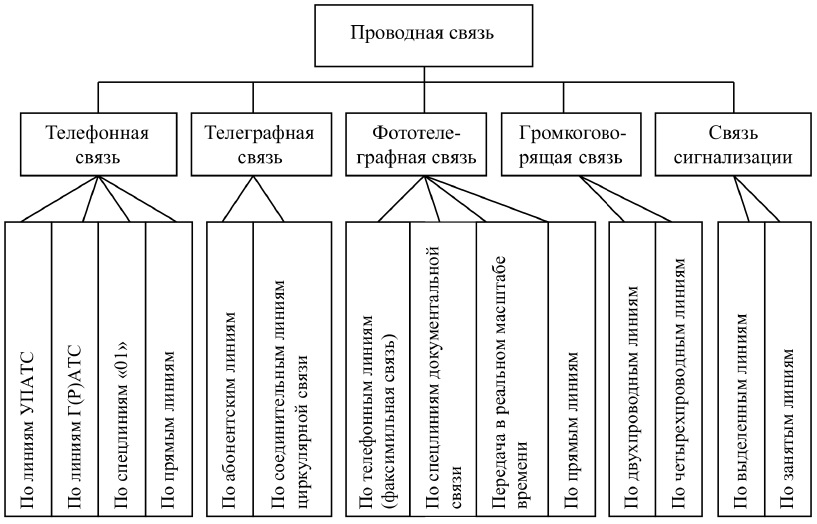 Проводная связь
Телефонная
связь
Телеграфная
связь
Фототеле-
графная связь
Громкогово-
рящая связь
Связь
сигнализации
По линиям УПАТС
По линиям Г(Р)АТС
По спецлиниям «01»
По прямым линиям
По абонентским линиям
По соединительным линиям
циркулярной связи
По телефонным линиям
(факсимильная связь)
По спецлиниям документальной
связи
Передача в реальном масштабе
времени
По прямым линиям
По двухпроводным линиям
По четырехпроводным линиям
По выделенным линиям
По занятым линиям